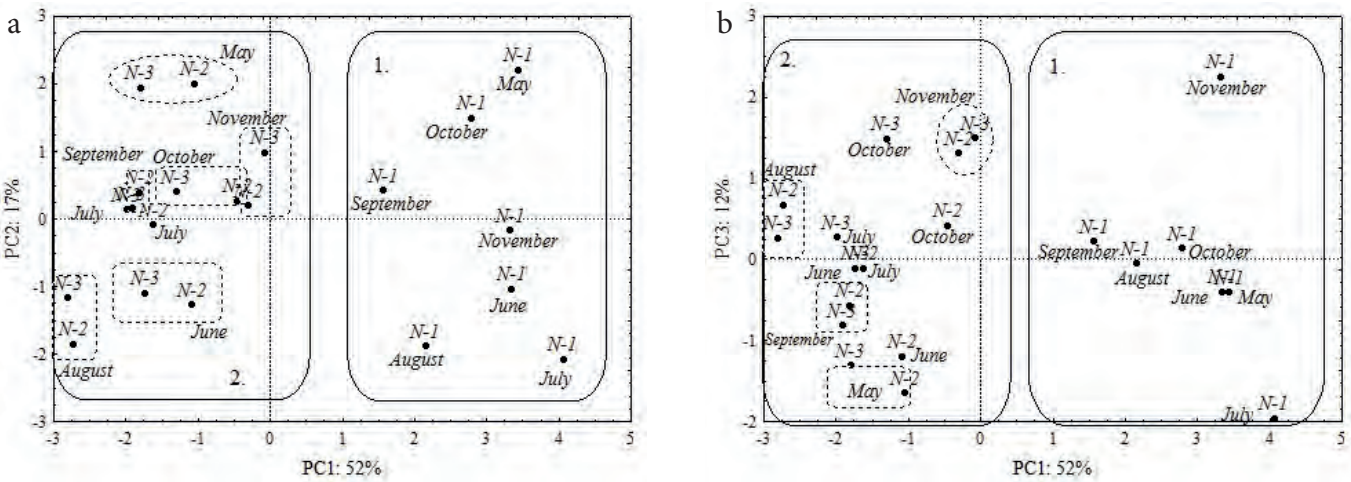 a
3
2
1
0
-1
-2
-3
PC2: 17%
-3 -2 -1 0 1 2 3 4 5
PC1: 52%
May
N-3 N-2
November
N-3
September October
N-3
N-2
July N-2
July
N-3 N-2
June
N-3
N-2
August
2.
1.
N-1
May
N-1
October
N-1
September
N-1
November
N-1
June
N-1
August
N-1
July
b
3
2
1
0
-1
-2
PC3: 12%
-3 -2 -1 0 1 2 3 4 5
PC1: 52%
2.
November
N-3
N-2
N-3
October
August
N-2
N-3
N-3
July
N-2
October
June July
N-2
N-3
September
N-3
N-2
June
May N-2
1.
N-1
November
N-1
September
N-1
August
N-1
October
June May
July N-1